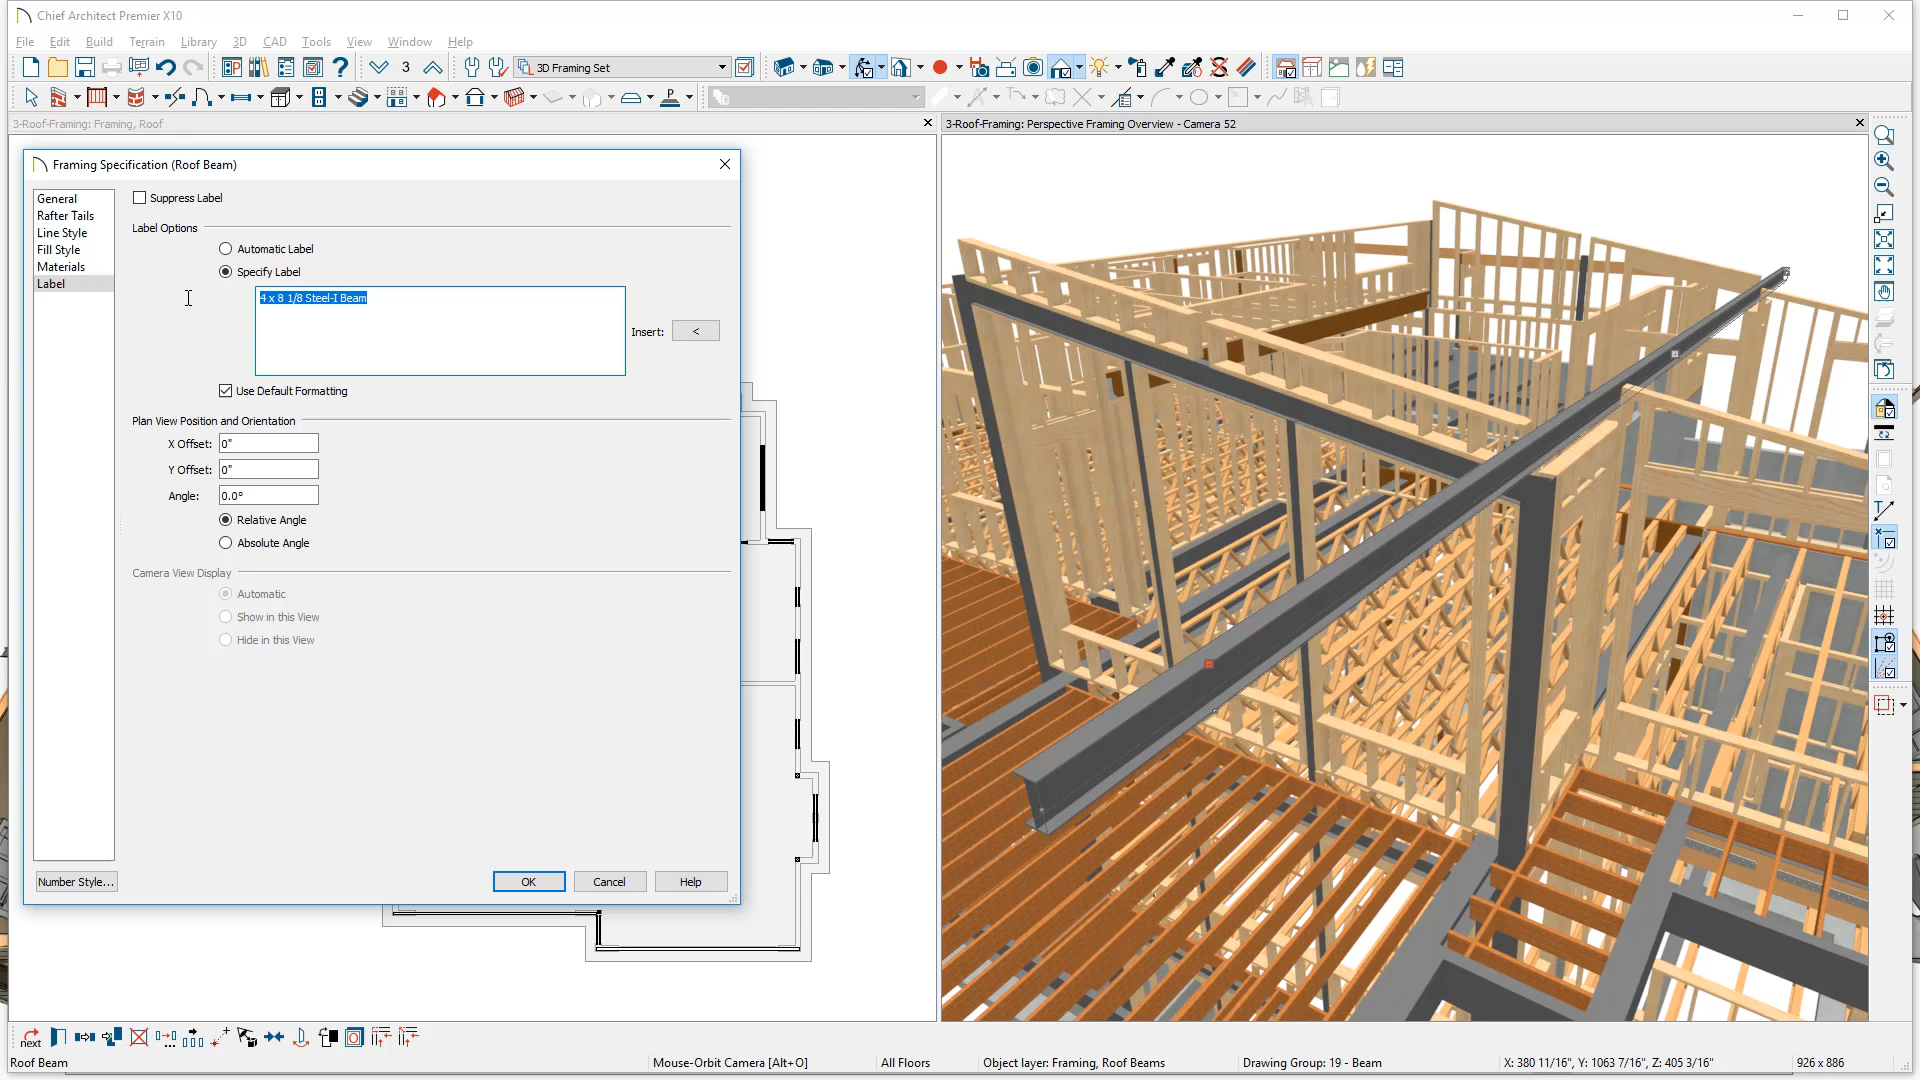 Chief Architect Premier X10
File Edit Build Terrain Library 3D CAD Tools View Window Help
3 3D Framing Set
3-Roof-Framing: Framing, Roof
3-Roof-Framing: Perspective Framing Overview - Camera 52
Framing Specification (Roof Beam)
General
Rafter Tails
Line Style
Fill Style
Materials
Label
Suppress Label
Label Options
Automatic Label
Specify Label
4 x 8 1/8 Steel-I Beam
Insert: <
Use Default Formatting
Plan View Position and Orientation
X Offset: 0"
Y Offset: 0"
Angle: 0.0°
Relative Angle
Absolute Angle
Camera View Display
Automatic
Show in this View
Hide in this View
Number Style... OK Cancel Help
next
Roof Beam Mouse-Orbit Camera [Alt+O] All Floors Object layer: Framing, Roof Beams Drawing Group: 19 - Beam X: 380 11/16", Y: 1063 7/16", Z: 405 3/16" 926 x 886